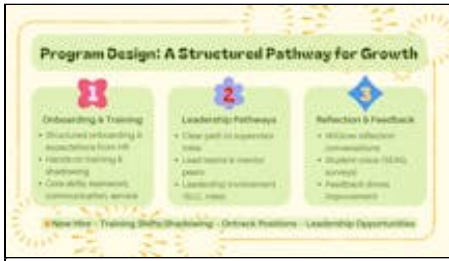 Program Design: A Structured Pathway for Growth
1
2
3
Onboarding & Training
Leadership Pathways
Reflection & Feedback
• Structured onboarding &
expectations from HR
• Hands-on training &
shadowing
• Core skills: teamwork,
communication, service
• Clear path to supervisor
roles
• Lead teams & mentor
peers
• Leadership involvement
roles
reflection
conversations
• Student voice
surveys
• Feedback drives
improvement
New Hire - Training Shifts/Shadowing - Ontrack Positions - Leadership Opportunities